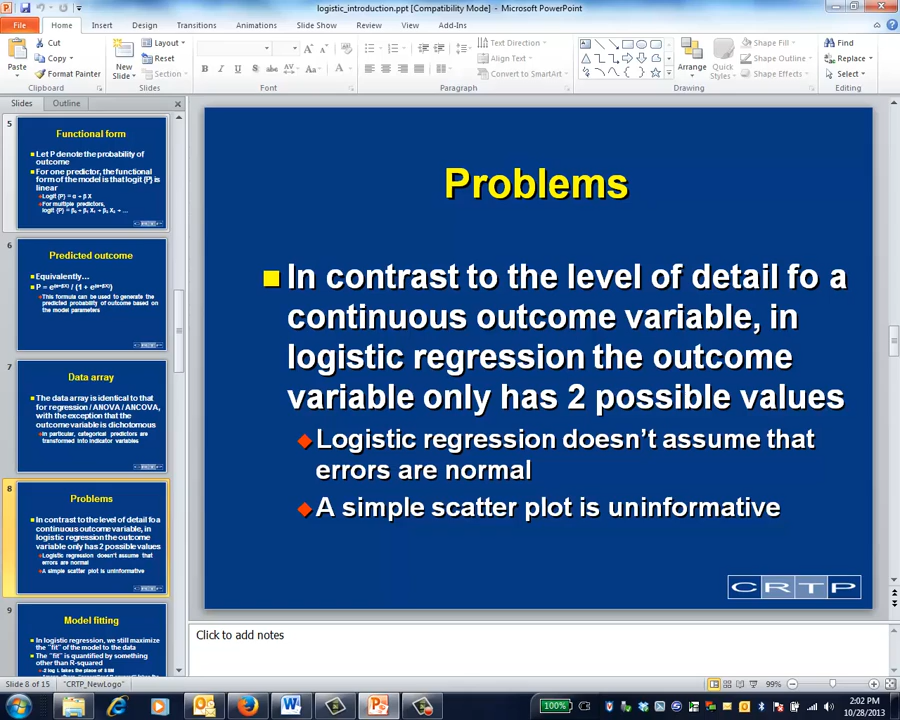 logistic_introduction.ppt [Compatibility Mode] - Microsoft PowerPoint
File Home Insert Design Transitions Animations Slide Show Review View Add-Ins
Paste
Cut
Copy
Format Painter
Clipboard
New
Slide
Layout
Reset
Section
Slides
B I U S abc AV Aa A
Font
Text Direction
Align Text
Convert to SmartArt
Paragraph
Arrange
Quick
Styles
Shape Fill
Shape Outline
Shape Effects
Drawing
Find
Replace
Select
Editing
Slides Outline
5
Functional form
Let P denote the probability of
outcome
For one predictor, the functional
form of the model is that logit (P) is
linear
Logit (P) = α + β X
For multiple predictors,
logit (P) = β₀ + β₁ X₁ + β₂ X₂ + …
6
Predicted outcome
Equivalently…
This formula can be used to generate the
predicted probability of outcome based on
the model parameters
7
Data array
The data array is identical to that
for regression / ANOVA / ANCOVA,
with the exception that the
outcome variable is dichotomous
In particular, categorical predictors are
transformed into indicator variables
8
Problems
In contrast to the level of detail fo a
continuous outcome variable, in
logistic regression the outcome
variable only has 2 possible values
Logistic regression doesn't assume that
errors are normal
A simple scatter plot is uninformative
9
Model fitting
In logistic regression, we still maximize
the "fit" of the model to the data
The "fit" is quantified by something
other than R-squared
Problems
In contrast to the level of detail fo a
continuous outcome variable, in
logistic regression the outcome
variable only has 2 possible values
Logistic regression doesn't assume that
errors are normal
A simple scatter plot is uninformative
CRTP
Click to add notes
Slide 8 of 15 "CRTP_NewLogo" 99%
100%
2:02 PM
10/28/2013